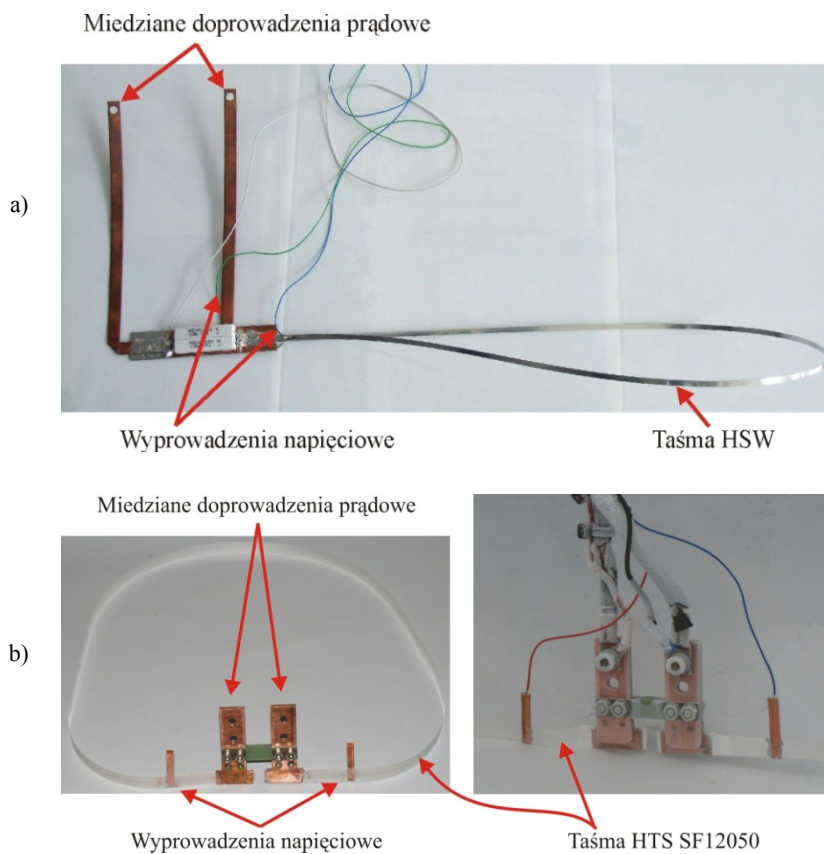 Miedziane doprowadzenia prądowe
a)
Wyprowadzenia napięciowe
Taśma HSW
Miedziane doprowadzenia prądowe
b)
Wyprowadzenia napięciowe
Taśma HTS SF12050